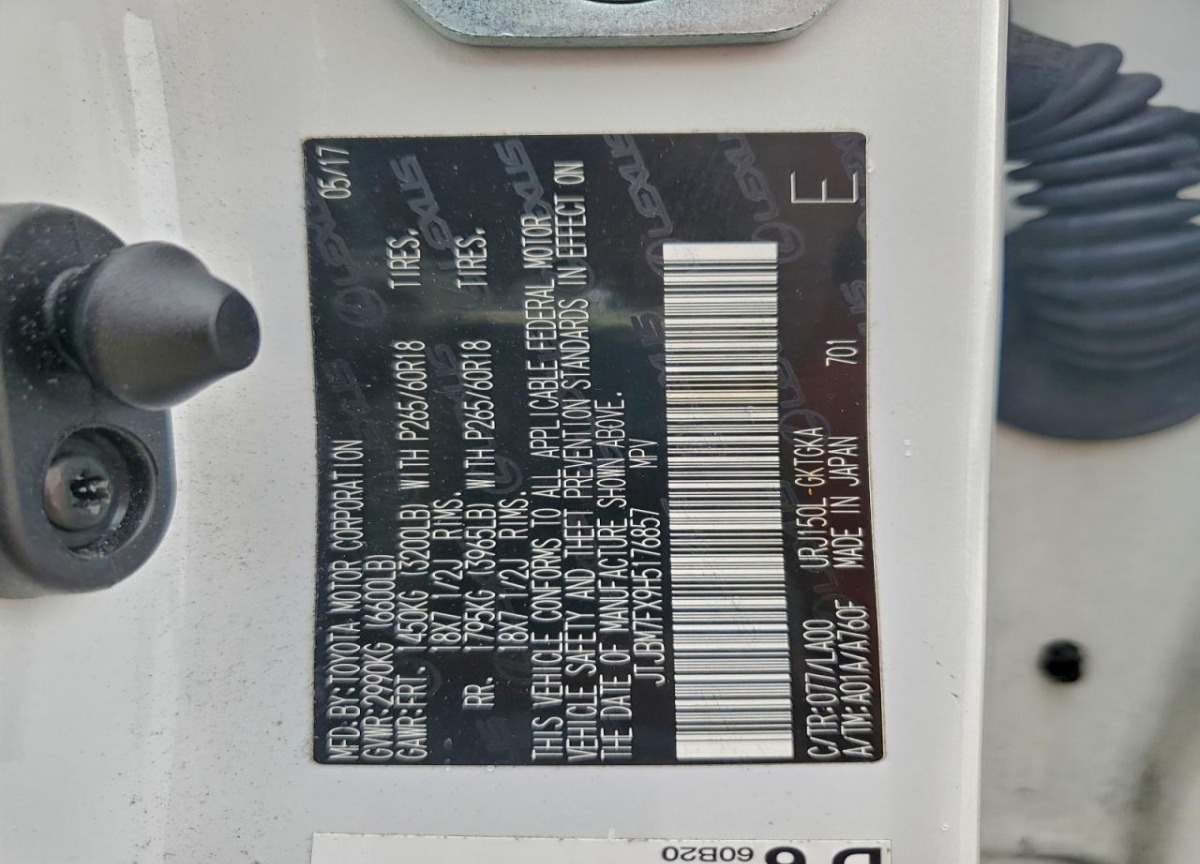 MFD.BY:TOYOTA MOTOR CORPORATION 05/17
GVWR:2990KG (6600LB)
GAWR:FRT. 1450KG (3200LB) WITH P265/60R18 TIRES.
18X7 1/2J RIMS.
RR. 1795KG (3965LB) WITH P265/60R18 TIRES.
18X7 1/2J RIMS.
THIS VEHICLE CONFORMS TO ALL APPLICABLE FEDERAL MOTOR
VEHICLE SAFETY AND THEFT PREVENTION STANDARDS IN EFFECT ON
THE DATE OF MANUFACTURE SHOWN ABOVE.
JTJBM7FX9H5176857 MPV
C/TR:077/LA00 URJ150L-GKTGKA
A/TM:A01A/A760F MADE IN JAPAN 701
E
LEXUS
60B20